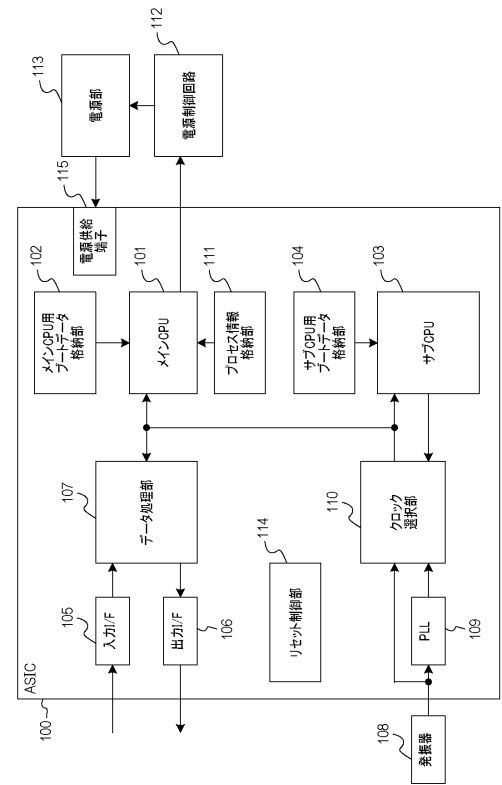 ASIC
100
108
発振器
105
入力I/F
106
出力I/F
107
データ処理部
114
リセット制御部
109
PLL
110
クロック
選択部
102
メインCPU用
ブートデータ
格納部
101
メインCPU
111
プロセス情報
格納部
104
サブCPU用
ブートデータ
格納部
103
サブCPU
115
電源供給
端子
113
電源部
112
電源制御回路